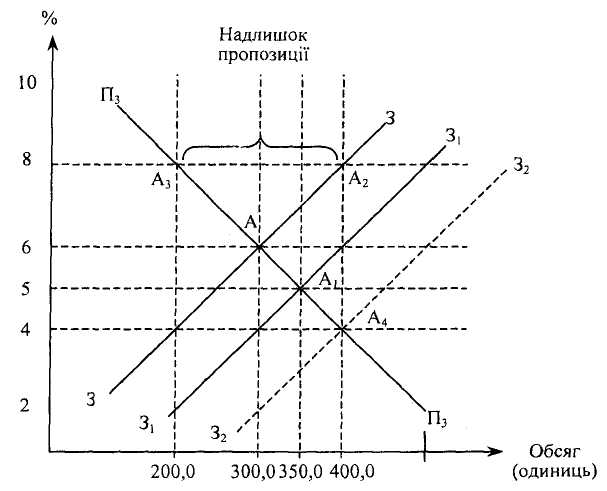 %
Надлишок
пропозиції
10
П₃
З
З₁
З₂
8
А₃
А₂
А
6
5
А₁
4
А₄
2
З
З₁
З₂
П₃
200,0
300,0
350,0
400,0
Обсяг
(одиниць)